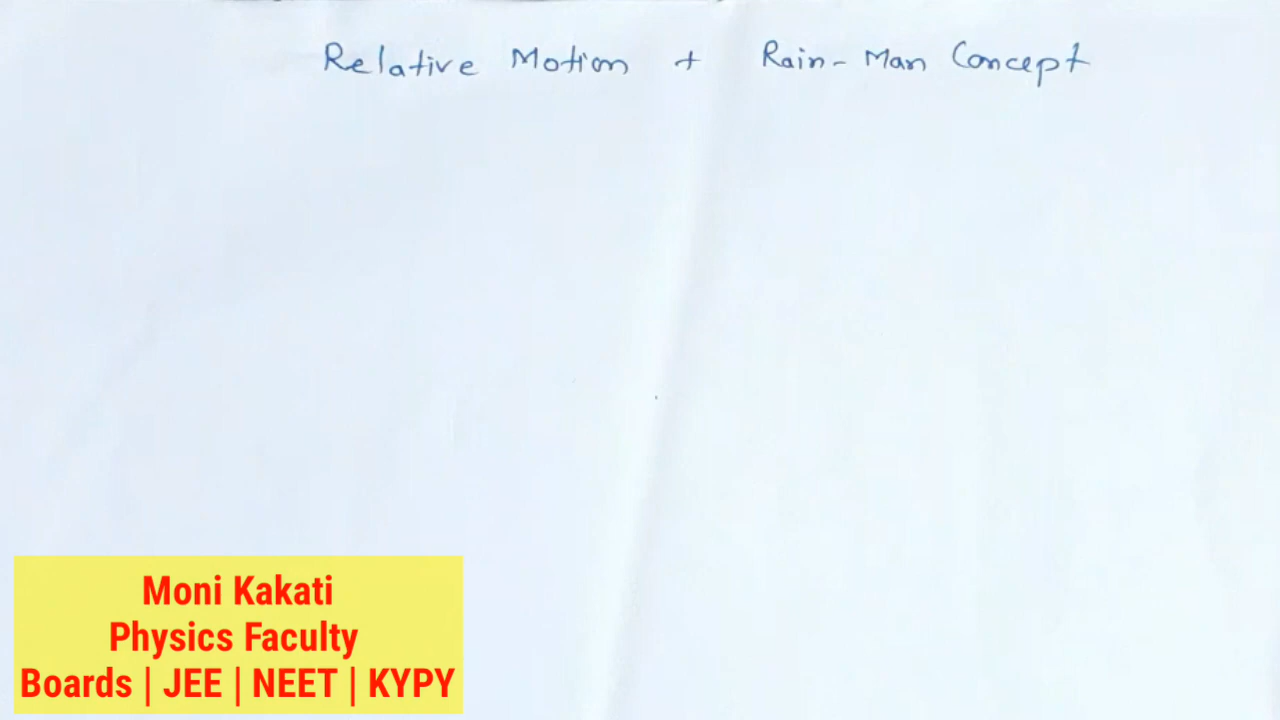 Relative Motion + Rain-Man Concept
Moni Kakati
Physics Faculty
Boards | JEE | NEET | KYPY